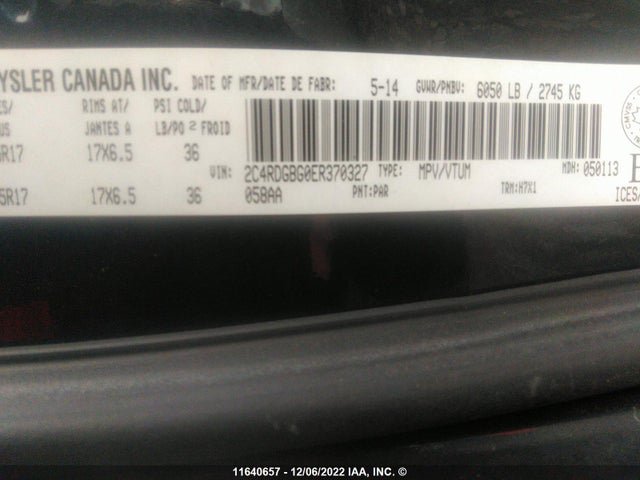 YSLER CANADA INC. DATE OF MFR/DATE DE FABR: 5-14 GVWR/PNBV: 6050 LB / 2745 KG
RIMS AT/ PSI COLD/
US JANTES A LB/PO 2 FROID
R17 17X6.5 36
VIN: 2C4RDGBG0ER370327 TYPE: MPV/VTUM MDH: 050113
5R17 17X6.5 36 058AA PNT:PAR TRM:H7X1 ICES/
11640657 - 12/06/2022 IAA, INC. ©